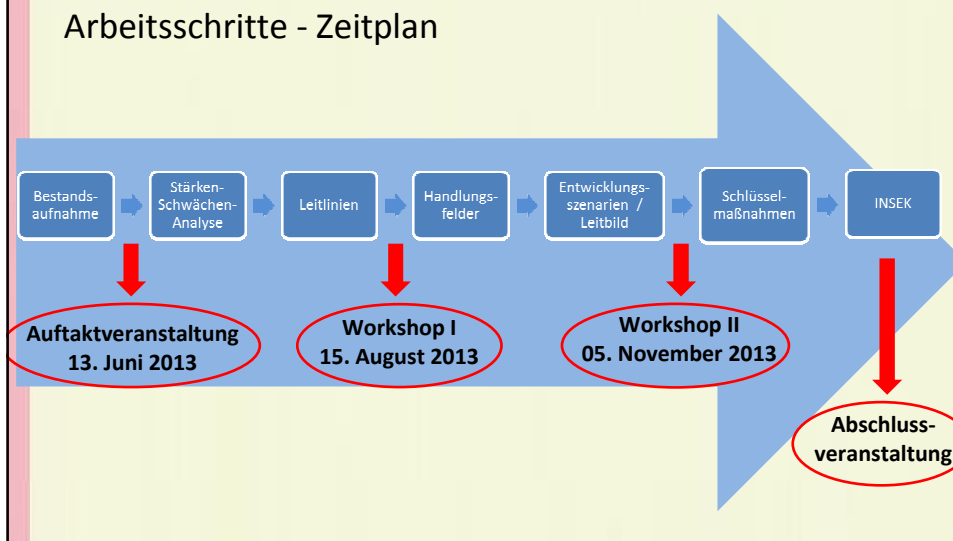 Arbeitsschritte - Zeitplan
Bestands-
aufnahme
Stärken-
Schwächen-
Analyse
Leitlinien
Handlungs-
felder
Entwicklungs-
szenarien /
Leitbild
Schlüssel-
maßnahmen
INSEK
Auftaktveranstaltung
13. Juni 2013
Workshop I
15. August 2013
Workshop II
05. November 2013
Abschluss-
veranstaltung